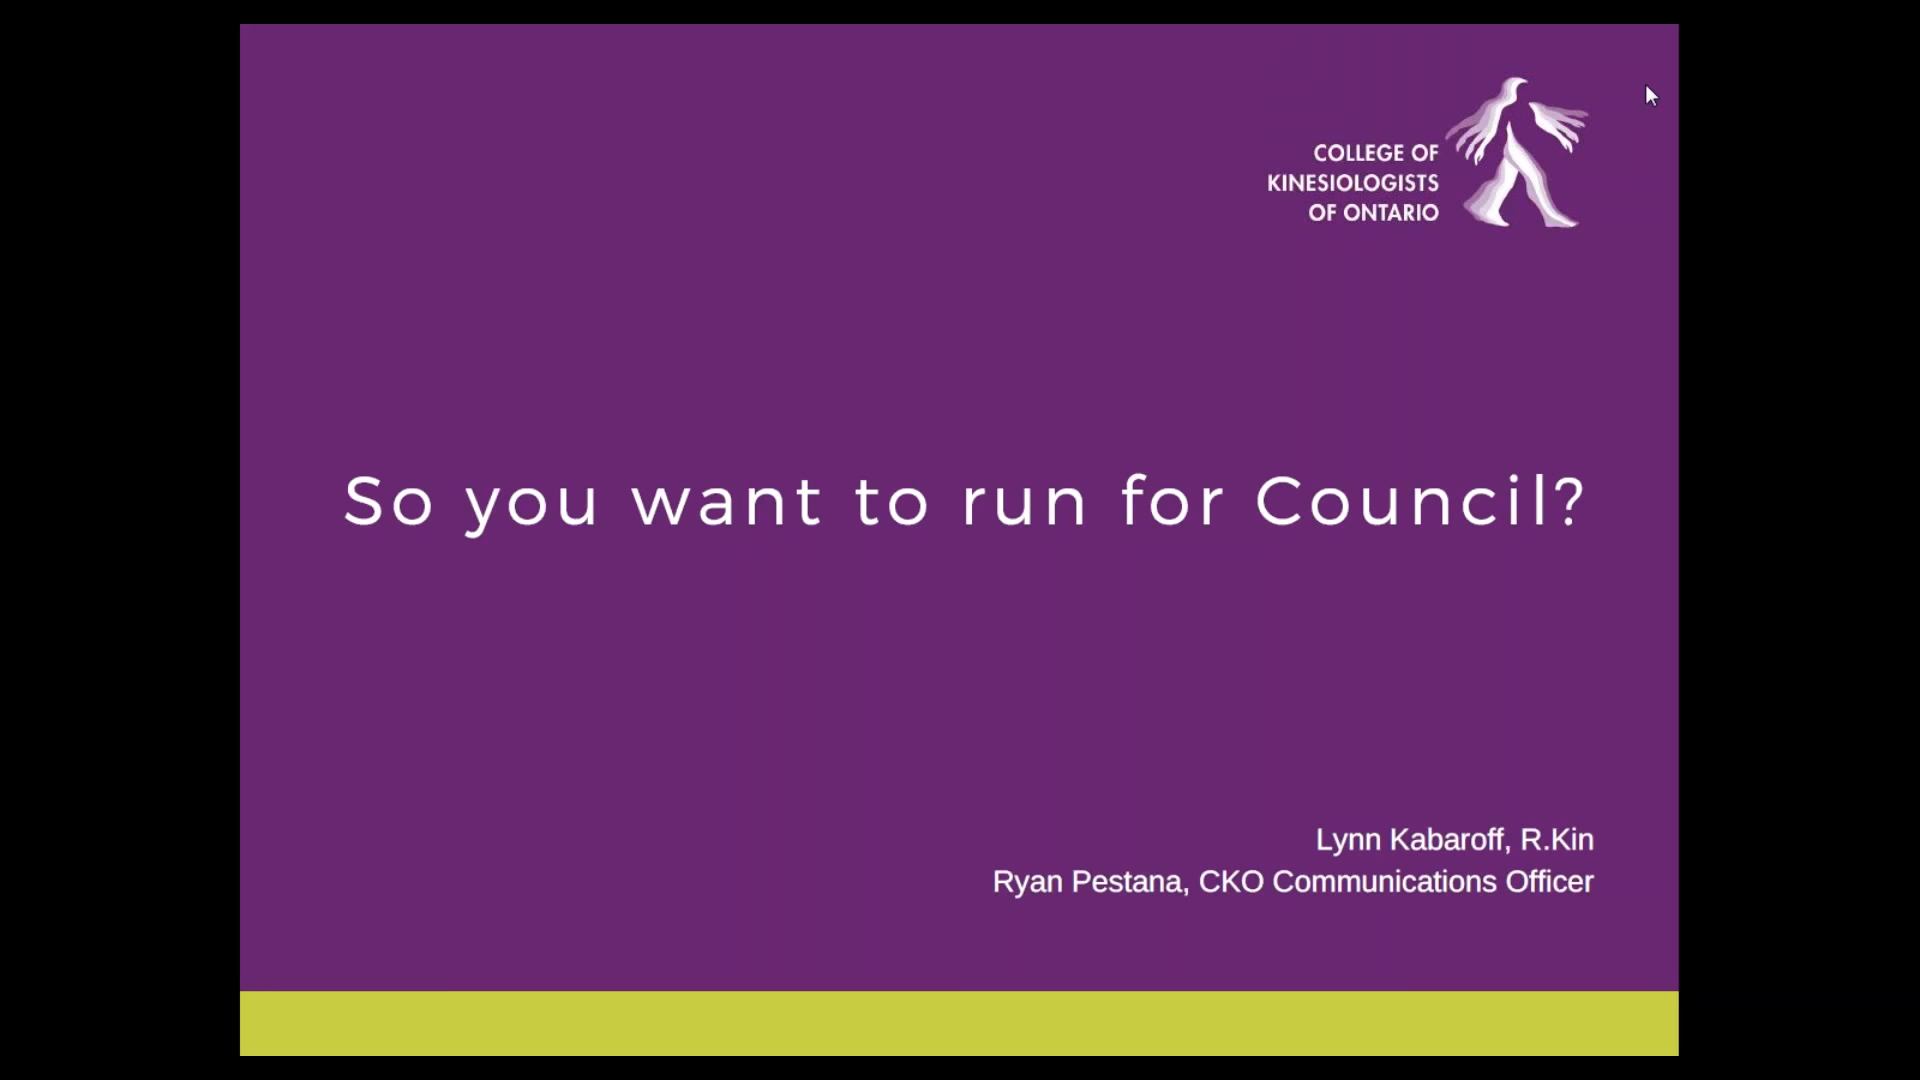 COLLEGE OF
KINESIOLOGISTS
OF ONTARIO
So you want to run for Council?
Lynn Kabaroff, R.Kin
Ryan Pestana, CKO Communications Officer